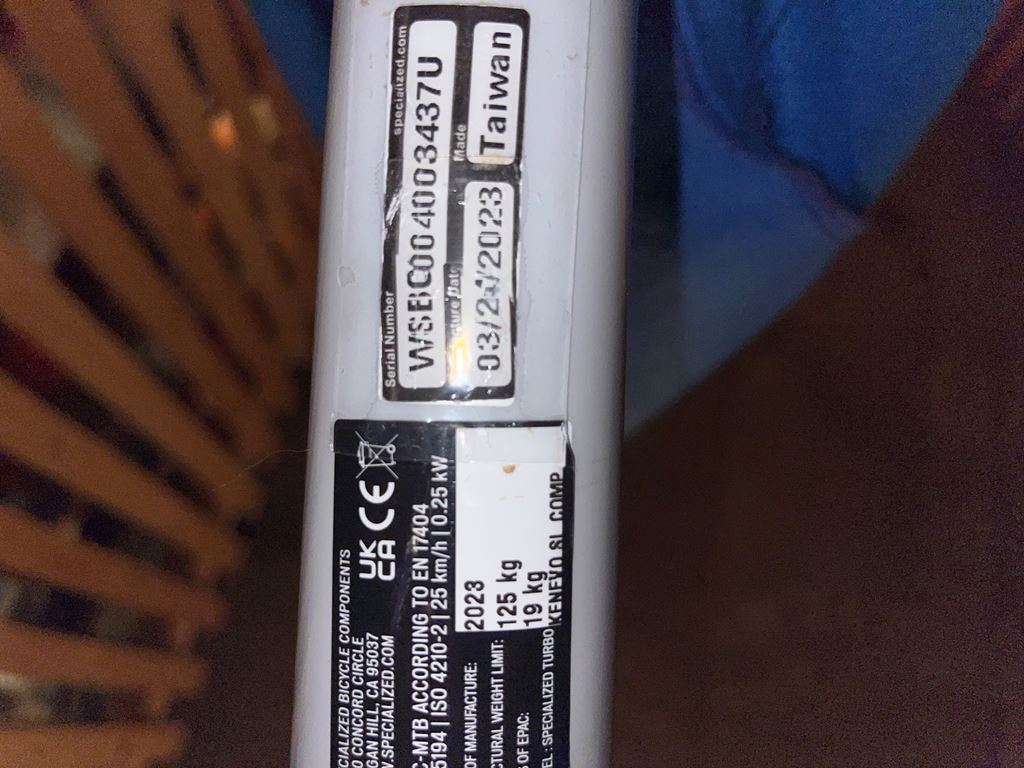 Serial Number specialized.com
WSBC004003437U
cture Date Made
03/2 /2023 Taiwan
CIALIZED BICYCLE COMPONENTS
CONCORD CIRCLE
GAN HILL, CA 95037
.SPECIALIZED.COM
UK
CA CE
C-MTB ACCORDING TO EN 17404
5194 | ISO 4210-2 | 25 km/h | 0.25 kW
OF MANUFACTURE: 2023
CTURAL WEIGHT LIMIT: 125 kg
S OF EPAC: 19 kg
EL: SPECIALIZED TURBO KENEVO SL COMP